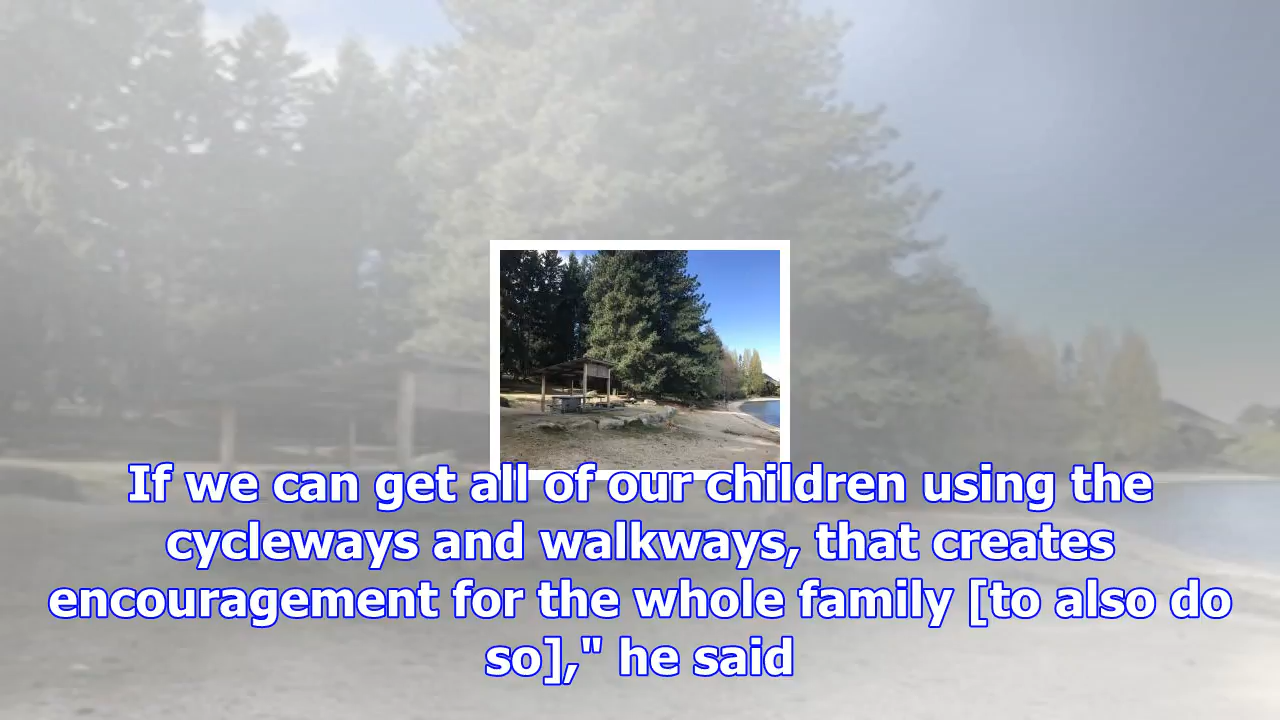 If we can get all of our children using the
cycleways and walkways, that creates
encouragement for the whole family [to also do
so]," he said